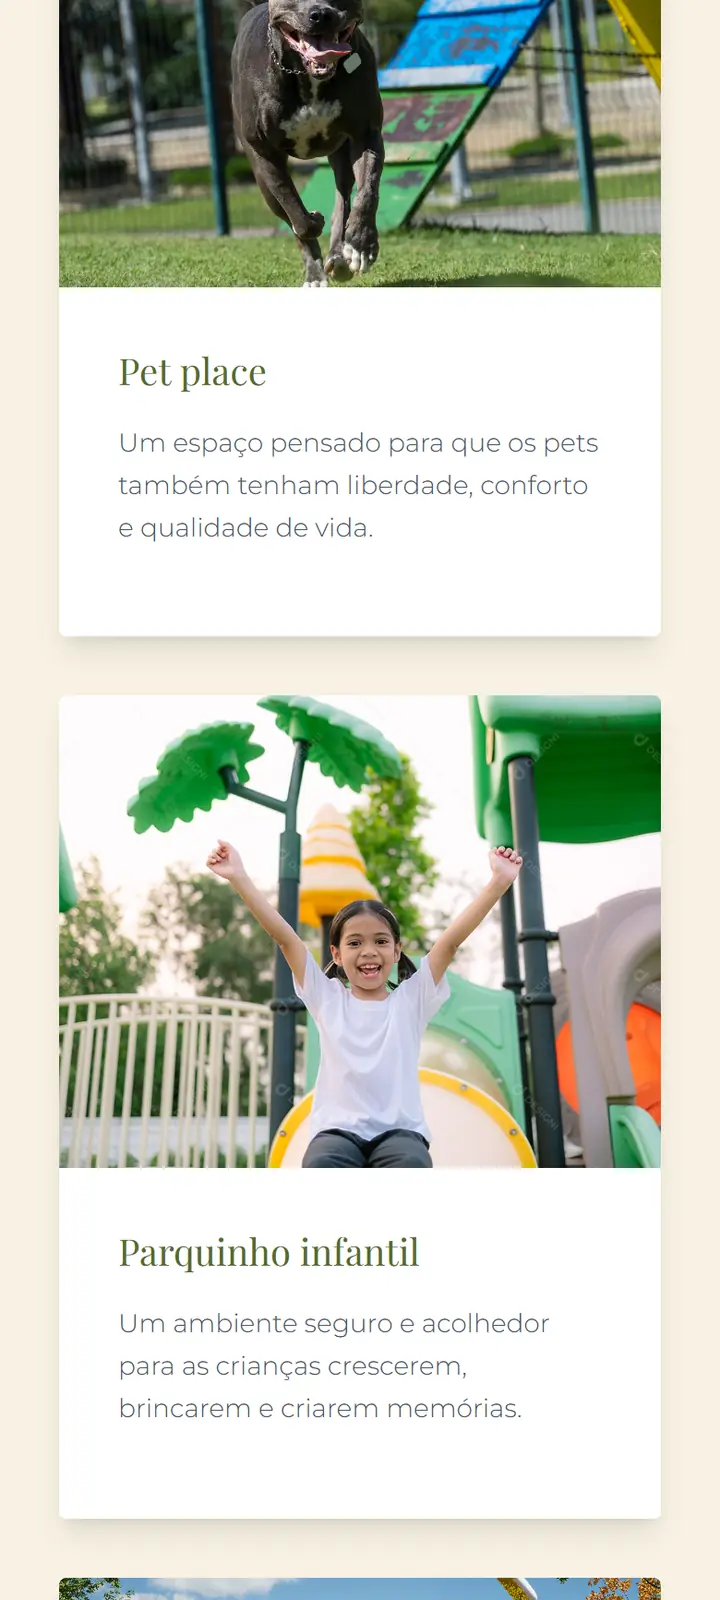 Pet place
Um espaço pensado para que os pets
também tenham liberdade, conforto
e qualidade de vida.
Parquinho infantil
Um ambiente seguro e acolhedor
para as crianças crescerem,
brincarem e criarem memórias.